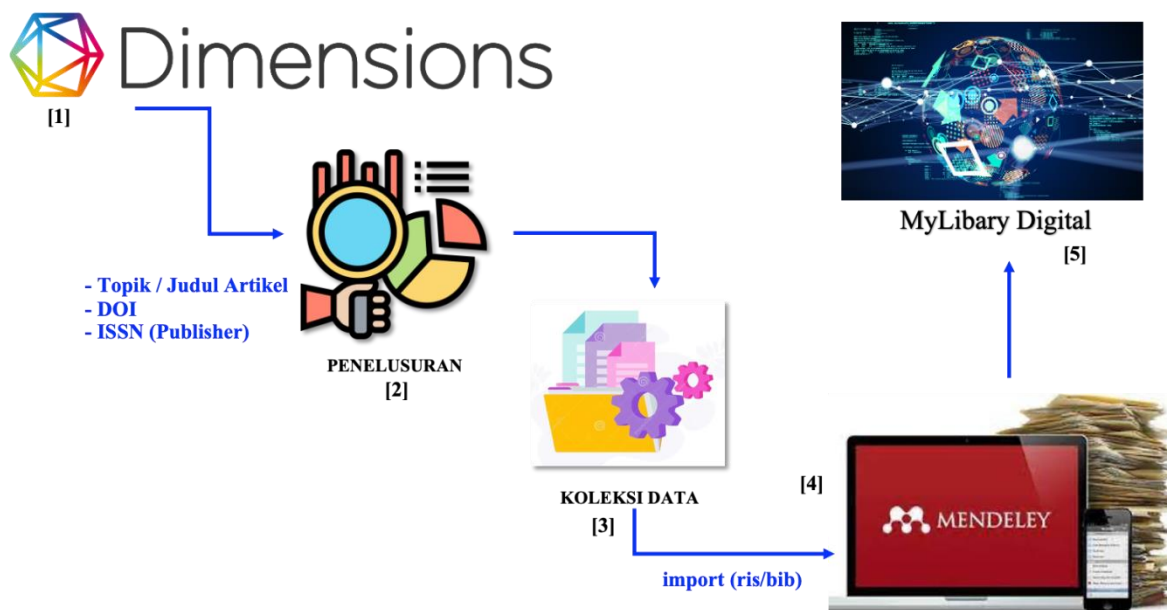 Dimensions
[1]
- Topik / Judul Artikel
- DOI
- ISSN (Publisher)
PENELUSURAN
[2]
KOLEKSI DATA
[3]
import (ris/bib)
[4]
MENDELEY
MyLibary Digital
[5]